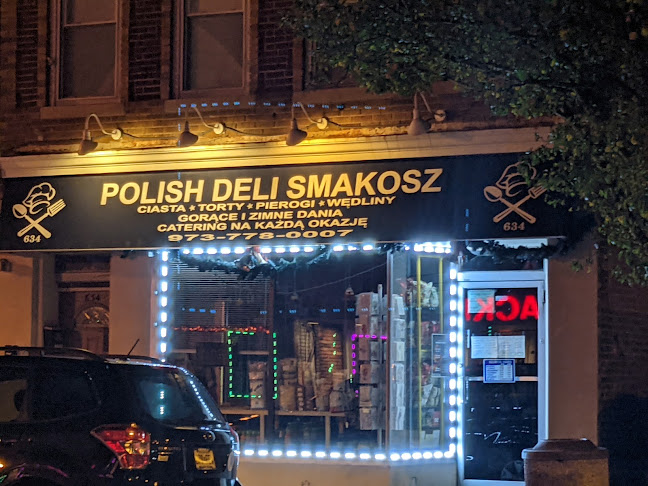 POLISH DELI SMAKOSZ
CIASTA * TORTY * PIEROGI * WĘDLINY
GORĄCE I ZIMNE DANIA
CATERING NA KAŻDĄ OKAZJĘ
973-778-0007
634
634
634